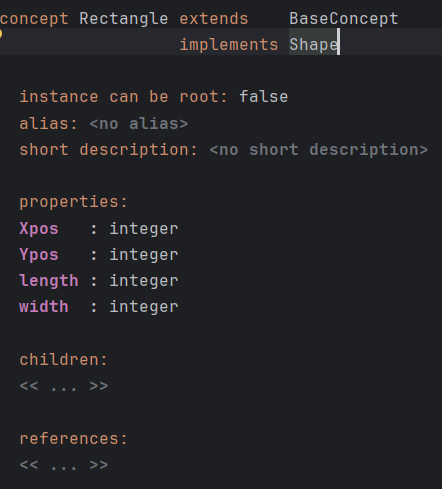 concept Rectangle extends    BaseConcept
                  implements Shape
instance can be root: false
alias: <no alias>
short description: <no short description>
properties:
Xpos   : integer
Ypos   : integer
length : integer
width  : integer
children:
<< ... >>
references:
<< ... >>